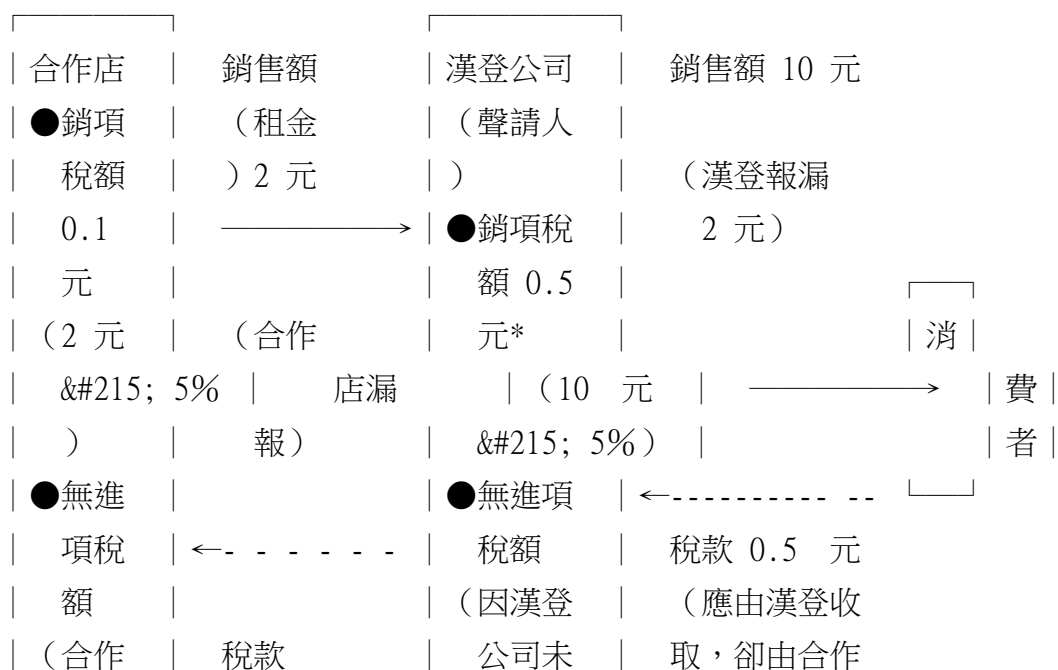 ┌─────┐ ┌─────┐
│合作店 │ 銷售額 │漢登公司 │ 銷售額 10 元
│●銷項 │ (租金 │(聲請人 │
│ 稅額 │ )2 元 │) │ (漢登報漏
│ 0.1 │ ─────→│●銷項稅 │ 2 元)
│ 元 │ │ 額 0.5 │ ┌─┐
│(2 元 │ (合作 │ 元* │ │消│
│ &#215; 5% │ 店漏 │(10 元 │ ─────→ │費│
│ ) │ 報) │ &#215; 5%) │ │者│
│●無進 │ │●無進項 │←---------- -- └─┘
│ 項稅 │←- - - - - - │ 稅額 │ 稅款 0.5 元
│ 額 │ │(因漢登 │ (應由漢登收
│(合作 │ 稅款 │ 公司未 │ 取,卻由合作